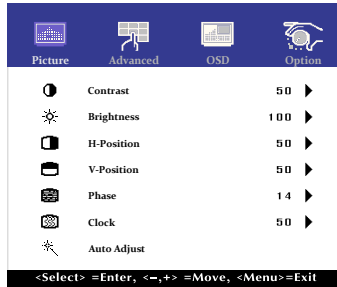 Picture Advanced OSD Option
Contrast 50
Brightness 100
H-Position 50
V-Position 50
Phase 14
Clock 50
Auto Adjust
<Select> =Enter, <-,+> =Move, <Menu>=Exit